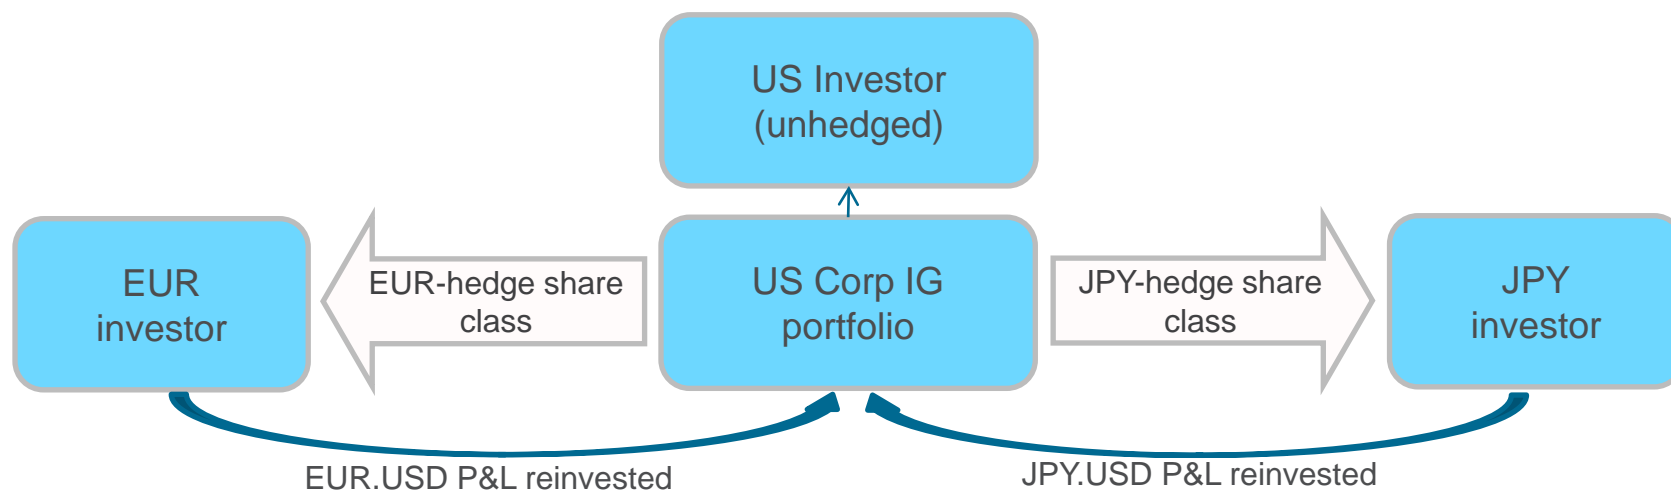 US Investor
(unhedged)
EUR
investor
EUR-hedge share
class
US Corp IG
portfolio
JPY-hedge share
class
JPY
investor
EUR.USD P&L reinvested
JPY.USD P&L reinvested